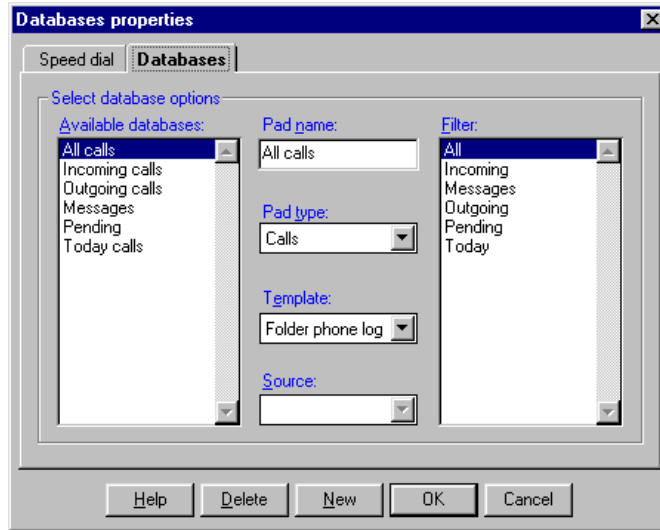 Databases properties
Speed dial
Databases
Select database options
Available databases:
All calls
Incoming calls
Outgoing calls
Messages
Pending
Today calls
Pad name:
All calls
Pad type:
Calls
Template:
Folder phone log
Source:
Filter:
All
Incoming
Messages
Outgoing
Pending
Today
Help
Delete
New
OK
Cancel